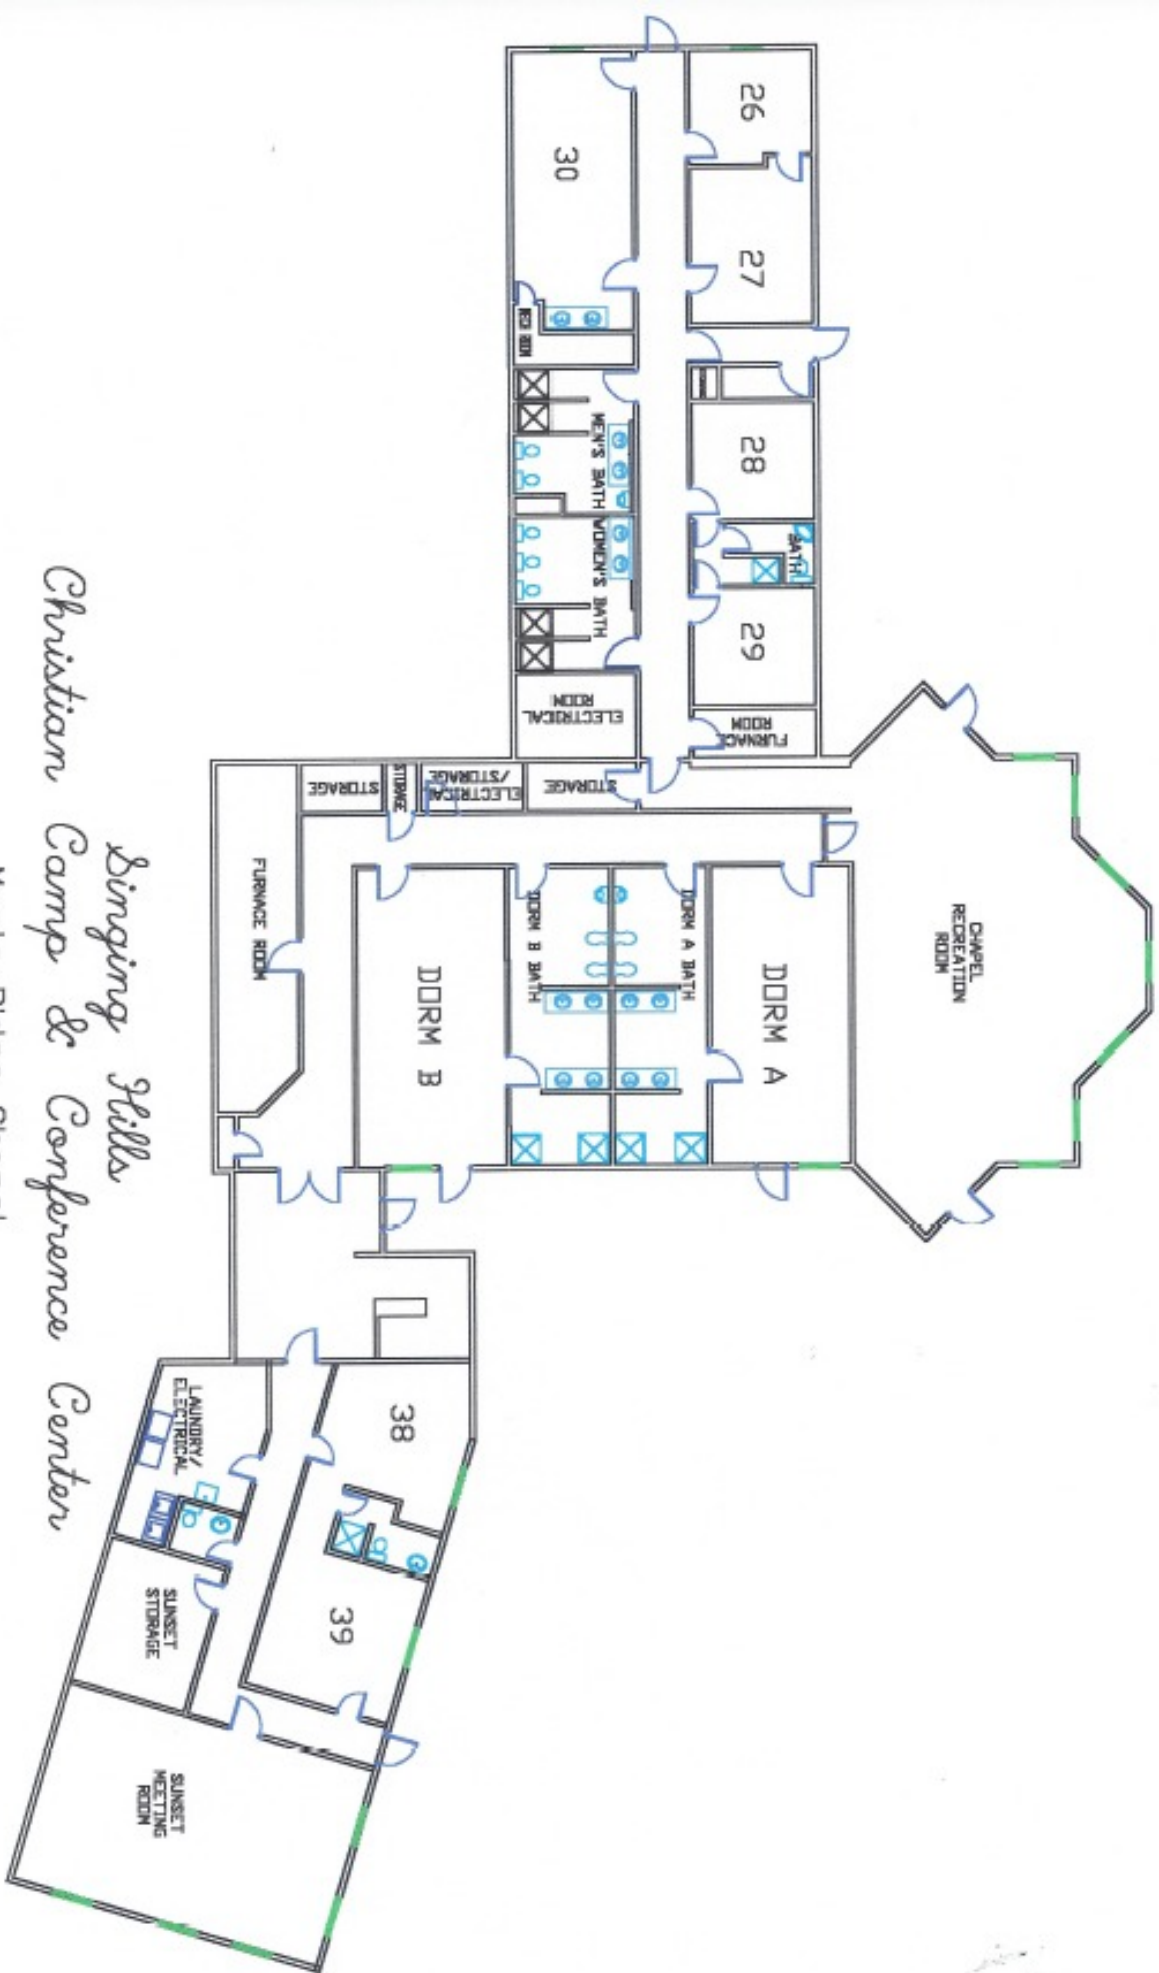 26
30
27
BED ROOM
28
MEN'S BATH
BATH
WOMEN'S BATH
29
ELECTRICAL
ROOM
FURNACE
ROOM
STORAGE
STORAGE
ELECTRICAL
/STORAGE
STORAGE
FURNACE ROOM
DORM B
DORM B BATH
DORM A BATH
DORM A
CHAPEL
RECREATION
ROOM
38
LAUNDRY/
ELECTRICAL
39
SUNSET
STORAGE
SUNSET
MEETING
ROOM
Singing Hills
Christian Camp & Conference Center